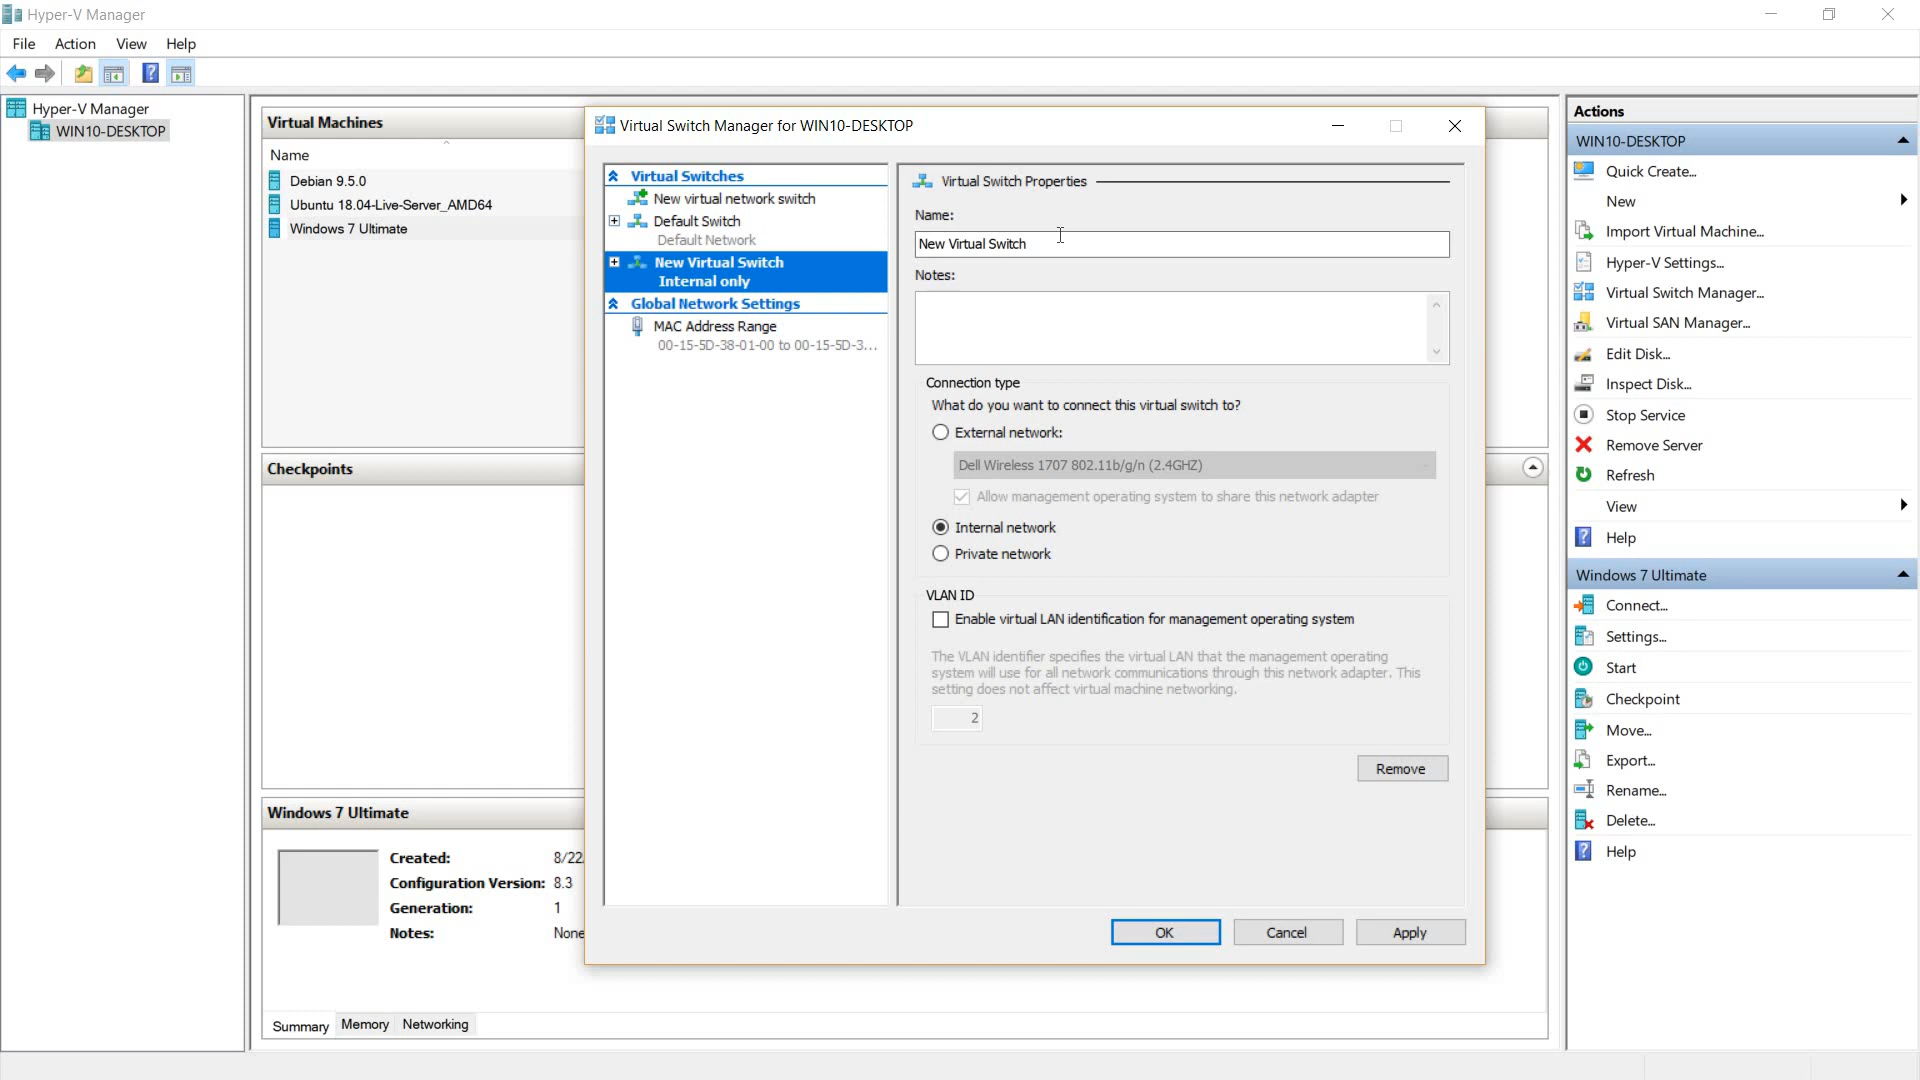 Hyper-V Manager
File Action View Help
Hyper-V Manager
WIN10-DESKTOP
Virtual Machines
Name
Debian 9.5.0
Ubuntu 18.04-Live-Server_AMD64
Windows 7 Ultimate
Checkpoints
Windows 7 Ultimate
Created: 8/22
Configuration Version: 8.3
Generation: 1
Notes: None
Summary Memory Networking
Virtual Switch Manager for WIN10-DESKTOP
Virtual Switches
New virtual network switch
Default Switch
Default Network
New Virtual Switch
Internal only
Global Network Settings
MAC Address Range
00-15-5D-38-01-00 to 00-15-5D-3...
Virtual Switch Properties
Name:
New Virtual Switch
Notes:
Connection type
What do you want to connect this virtual switch to?
External network:
Dell Wireless 1707 802.11b/g/n (2.4GHZ)
Allow management operating system to share this network adapter
Internal network
Private network
VLAN ID
Enable virtual LAN identification for management operating system
The VLAN identifier specifies the virtual LAN that the management operating
system will use for all network communications through this network adapter. This
setting does not affect virtual machine networking.
2
Remove
OK Cancel Apply
Actions
WIN10-DESKTOP
Quick Create...
New
Import Virtual Machine...
Hyper-V Settings...
Virtual Switch Manager...
Virtual SAN Manager...
Edit Disk...
Inspect Disk...
Stop Service
Remove Server
Refresh
View
Help
Windows 7 Ultimate
Connect...
Settings...
Start
Checkpoint
Move...
Export...
Rename...
Delete...
Help